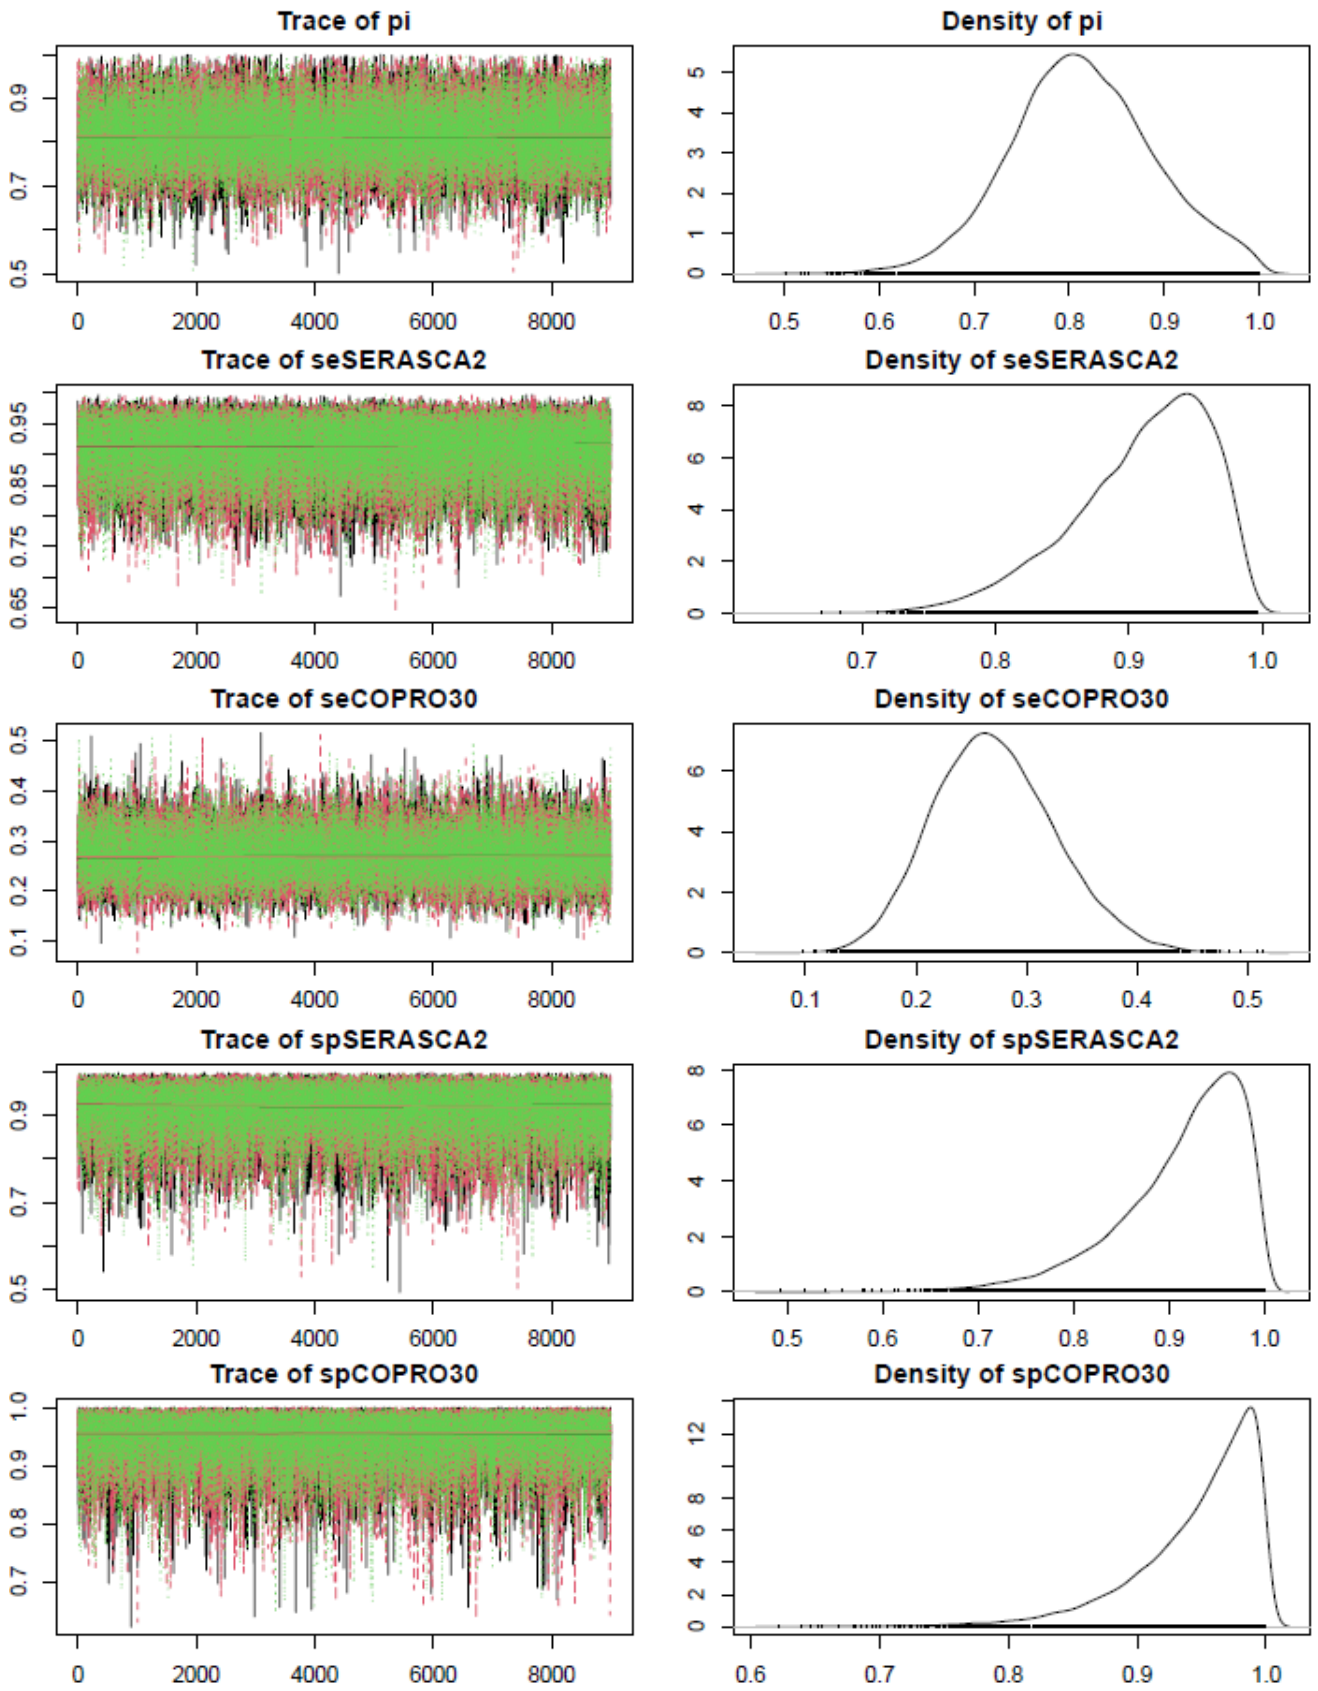 Trace of pi
Density of pi
0.5 0.7 0.9
0 2000 4000 6000 8000
0 1 2 3 4 5
0.5 0.6 0.7 0.8 0.9 1.0
Trace of seSERASCA2
Density of seSERASCA2
0.65 0.75 0.85 0.95
0 2000 4000 6000 8000
0 2 4 6 8
0.7 0.8 0.9 1.0
Trace of seCOPRO30
Density of seCOPRO30
0.1 0.2 0.3 0.4 0.5
0 2000 4000 6000 8000
0 2 4 6
0.1 0.2 0.3 0.4 0.5
Trace of spSERASCA2
Density of spSERASCA2
0.5 0.7 0.9
0 2000 4000 6000 8000
0 2 4 6 8
0.5 0.6 0.7 0.8 0.9 1.0
Trace of spCOPRO30
Density of spCOPRO30
0.7 0.8 0.9 1.0
0 2000 4000 6000 8000
0 2 4 6 8 12
0.6 0.7 0.8 0.9 1.0